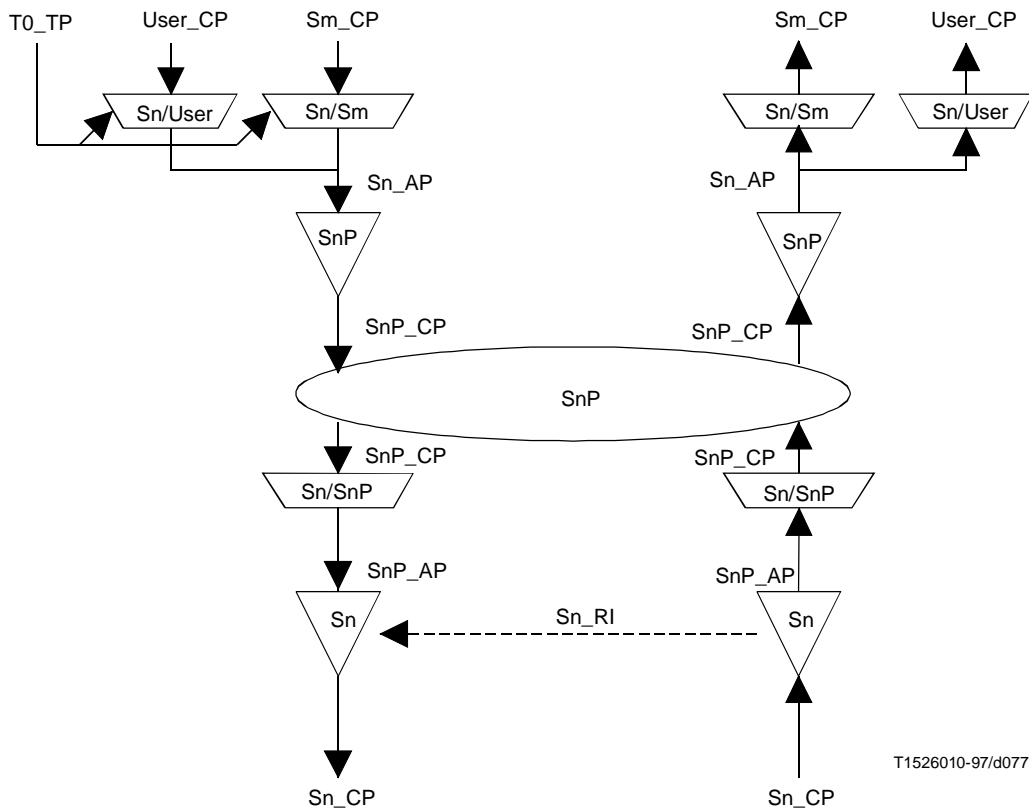 T0_TP User_CP Sm_CP Sm_CP User_CP
Sn/User Sn/Sm Sn/Sm Sn/User
Sn_AP Sn_AP
SnP SnP
SnP_CP SnP_CP
SnP
SnP_CP SnP_CP
Sn/SnP Sn/SnP
SnP_AP SnP_AP
Sn Sn_RI Sn
T1526010-97/d077
Sn_CP Sn_CP